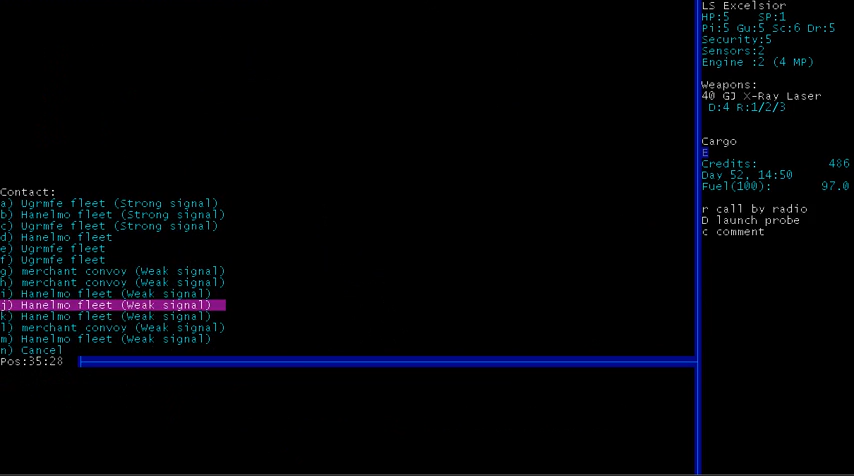 LS Excelsior
HP:5 SP:1
Pi:5 Gu:5 Sc:6 Dr:5
Security:5
Sensors:2
Engine :2 (4 MP)
Weapons:
40 GJ X-Ray Laser
D:4 R:1/2/3
Cargo
E
Credits: 486
Day 52, 14:50
Fuel(100): 97.0
r call by radio
D launch probe
c comment
Contact:
a) Ugrmfe fleet (Strong signal)
b) Hanelmo fleet (Strong signal)
c) Ugrmfe fleet (Strong signal)
d) Hanelmo fleet
e) Ugrmfe fleet
f) Ugrmfe fleet
g) merchant convoy (Weak signal)
h) merchant convoy (Weak signal)
i) Hanelmo fleet (Weak signal)
j) Hanelmo fleet (Weak signal)
k) Hanelmo fleet (Weak signal)
l) merchant convoy (Weak signal)
m) Hanelmo fleet (Weak signal)
n) Cancel
Pos:35:28